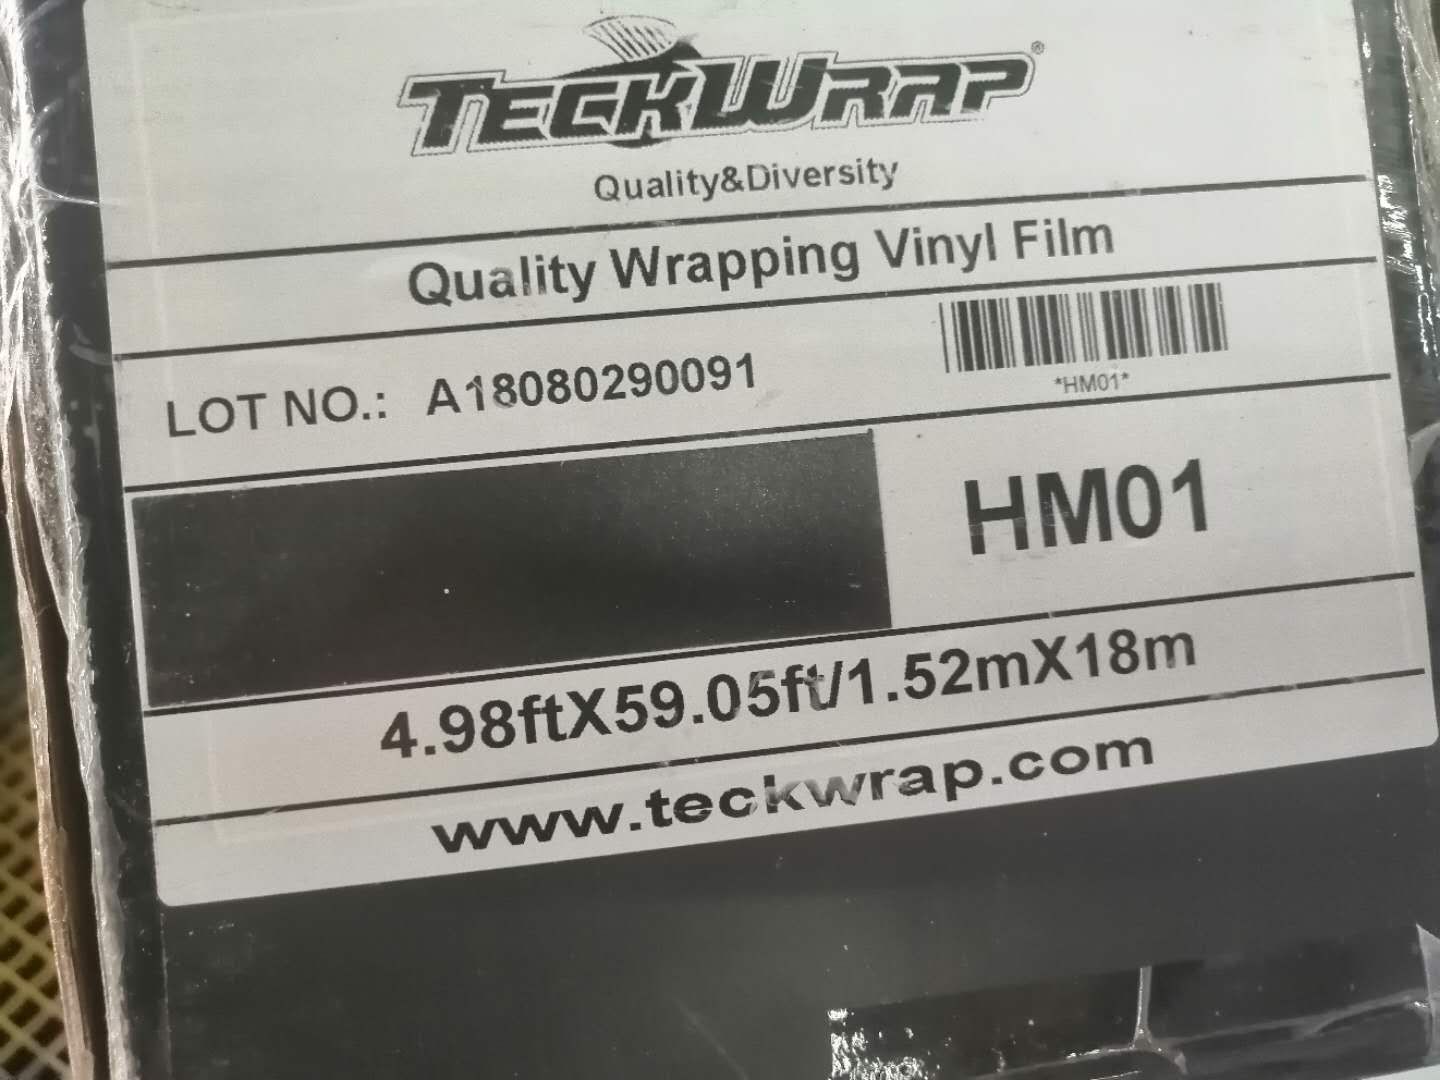 TECKWRAP®
Quality&Diversity
Quality Wrapping Vinyl Film
LOT NO.: A18080290091
*HM01*
HM01
4.98ftX59.05ft/1.52mX18m
www.teckwrap.com